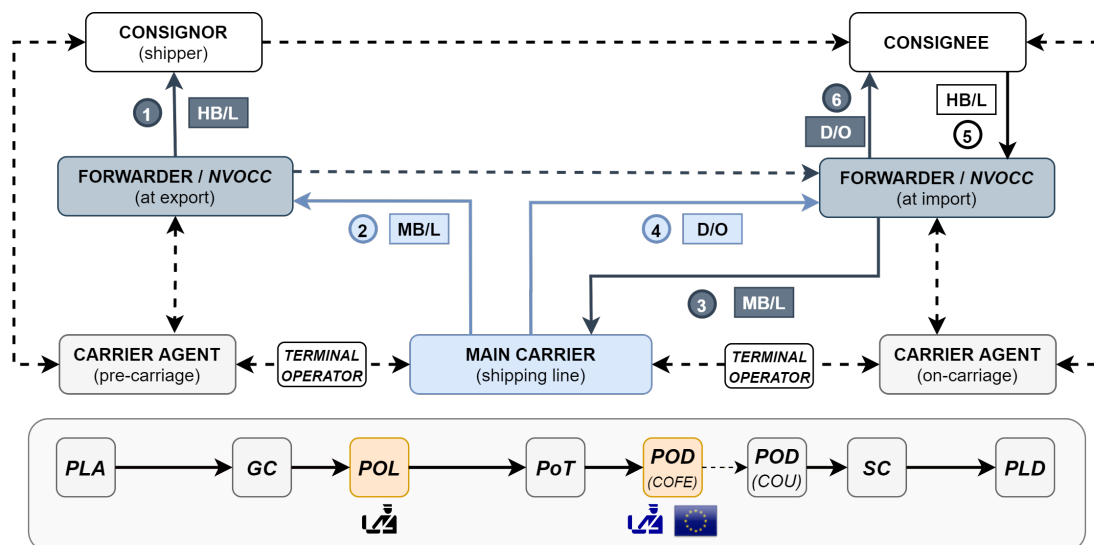 CONSIGNOR
(shipper)
CONSIGNEE
1
HB/L
6
D/O
HB/L
5
FORWARDER / NVOCC
(at export)
FORWARDER / NVOCC
(at import)
2
MB/L
4
D/O
3
MB/L
CARRIER AGENT
(pre-carriage)
TERMINAL
OPERATOR
MAIN CARRIER
(shipping line)
TERMINAL
OPERATOR
CARRIER AGENT
(on-carriage)
PLA
GC
POL
PoT
POD
(COFE)
POD
(COU)
SC
PLD